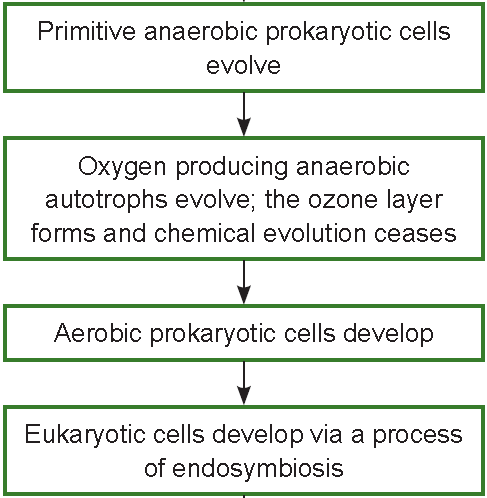 Primitive anaerobic prokaryotic cells
evolve
Oxygen producing anaerobic
autotrophs evolve; the ozone layer
forms and chemical evolution ceases
Aerobic prokaryotic cells develop
Eukaryotic cells develop via a process
of endosymbiosis